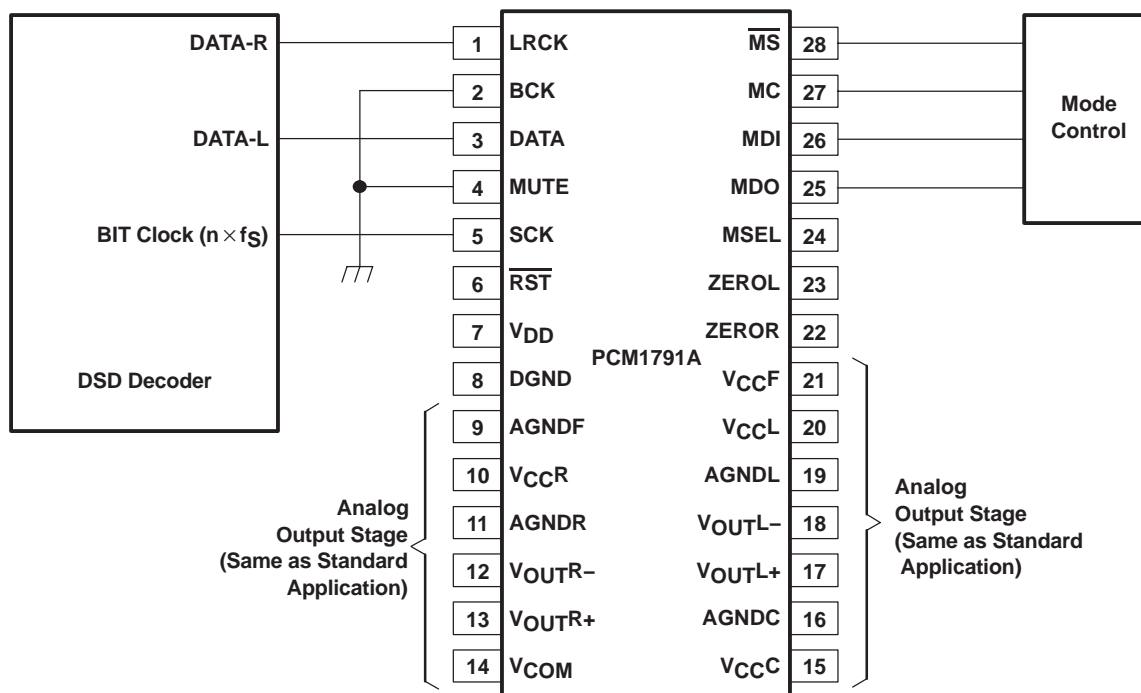 DATA-R
DATA-L
BIT Clock (n × fS)
DSD Decoder
1 LRCK
2 BCK
3 DATA
4 MUTE
5 SCK
6 R̅S̅T̅
7 VDD
8 DGND
9 AGNDF
10 VCCR
11 AGNDR
12 VOUTR−
13 VOUTR+
14 VCOM
PCM1791A
M̅S̅ 28
MC 27
MDI 26
MDO 25
MSEL 24
ZEROL 23
ZEROR 22
VCCF 21
VCCL 20
AGNDL 19
VOUTL− 18
VOUTL+ 17
AGNDC 16
VCCC 15
Mode
Control
Analog
Output Stage
(Same as Standard
Application)
Analog
Output Stage
(Same as Standard
Application)